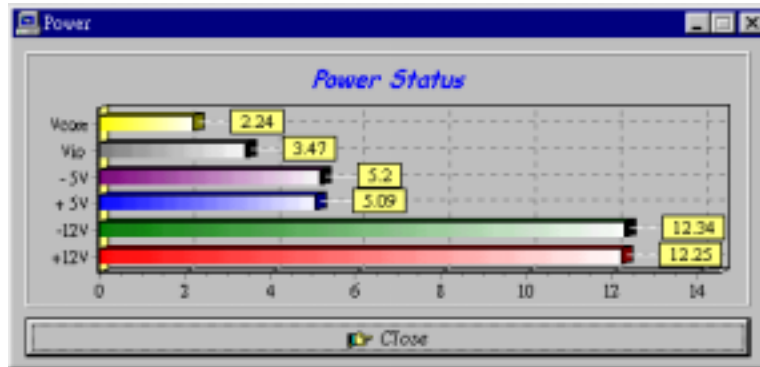 Power
Power Status
Vcore 2.24
Vio 3.47
- 5V 5.2
+ 5V 5.09
-12V 12.34
+12V 12.25
0 2 4 6 8 10 12 14
Close